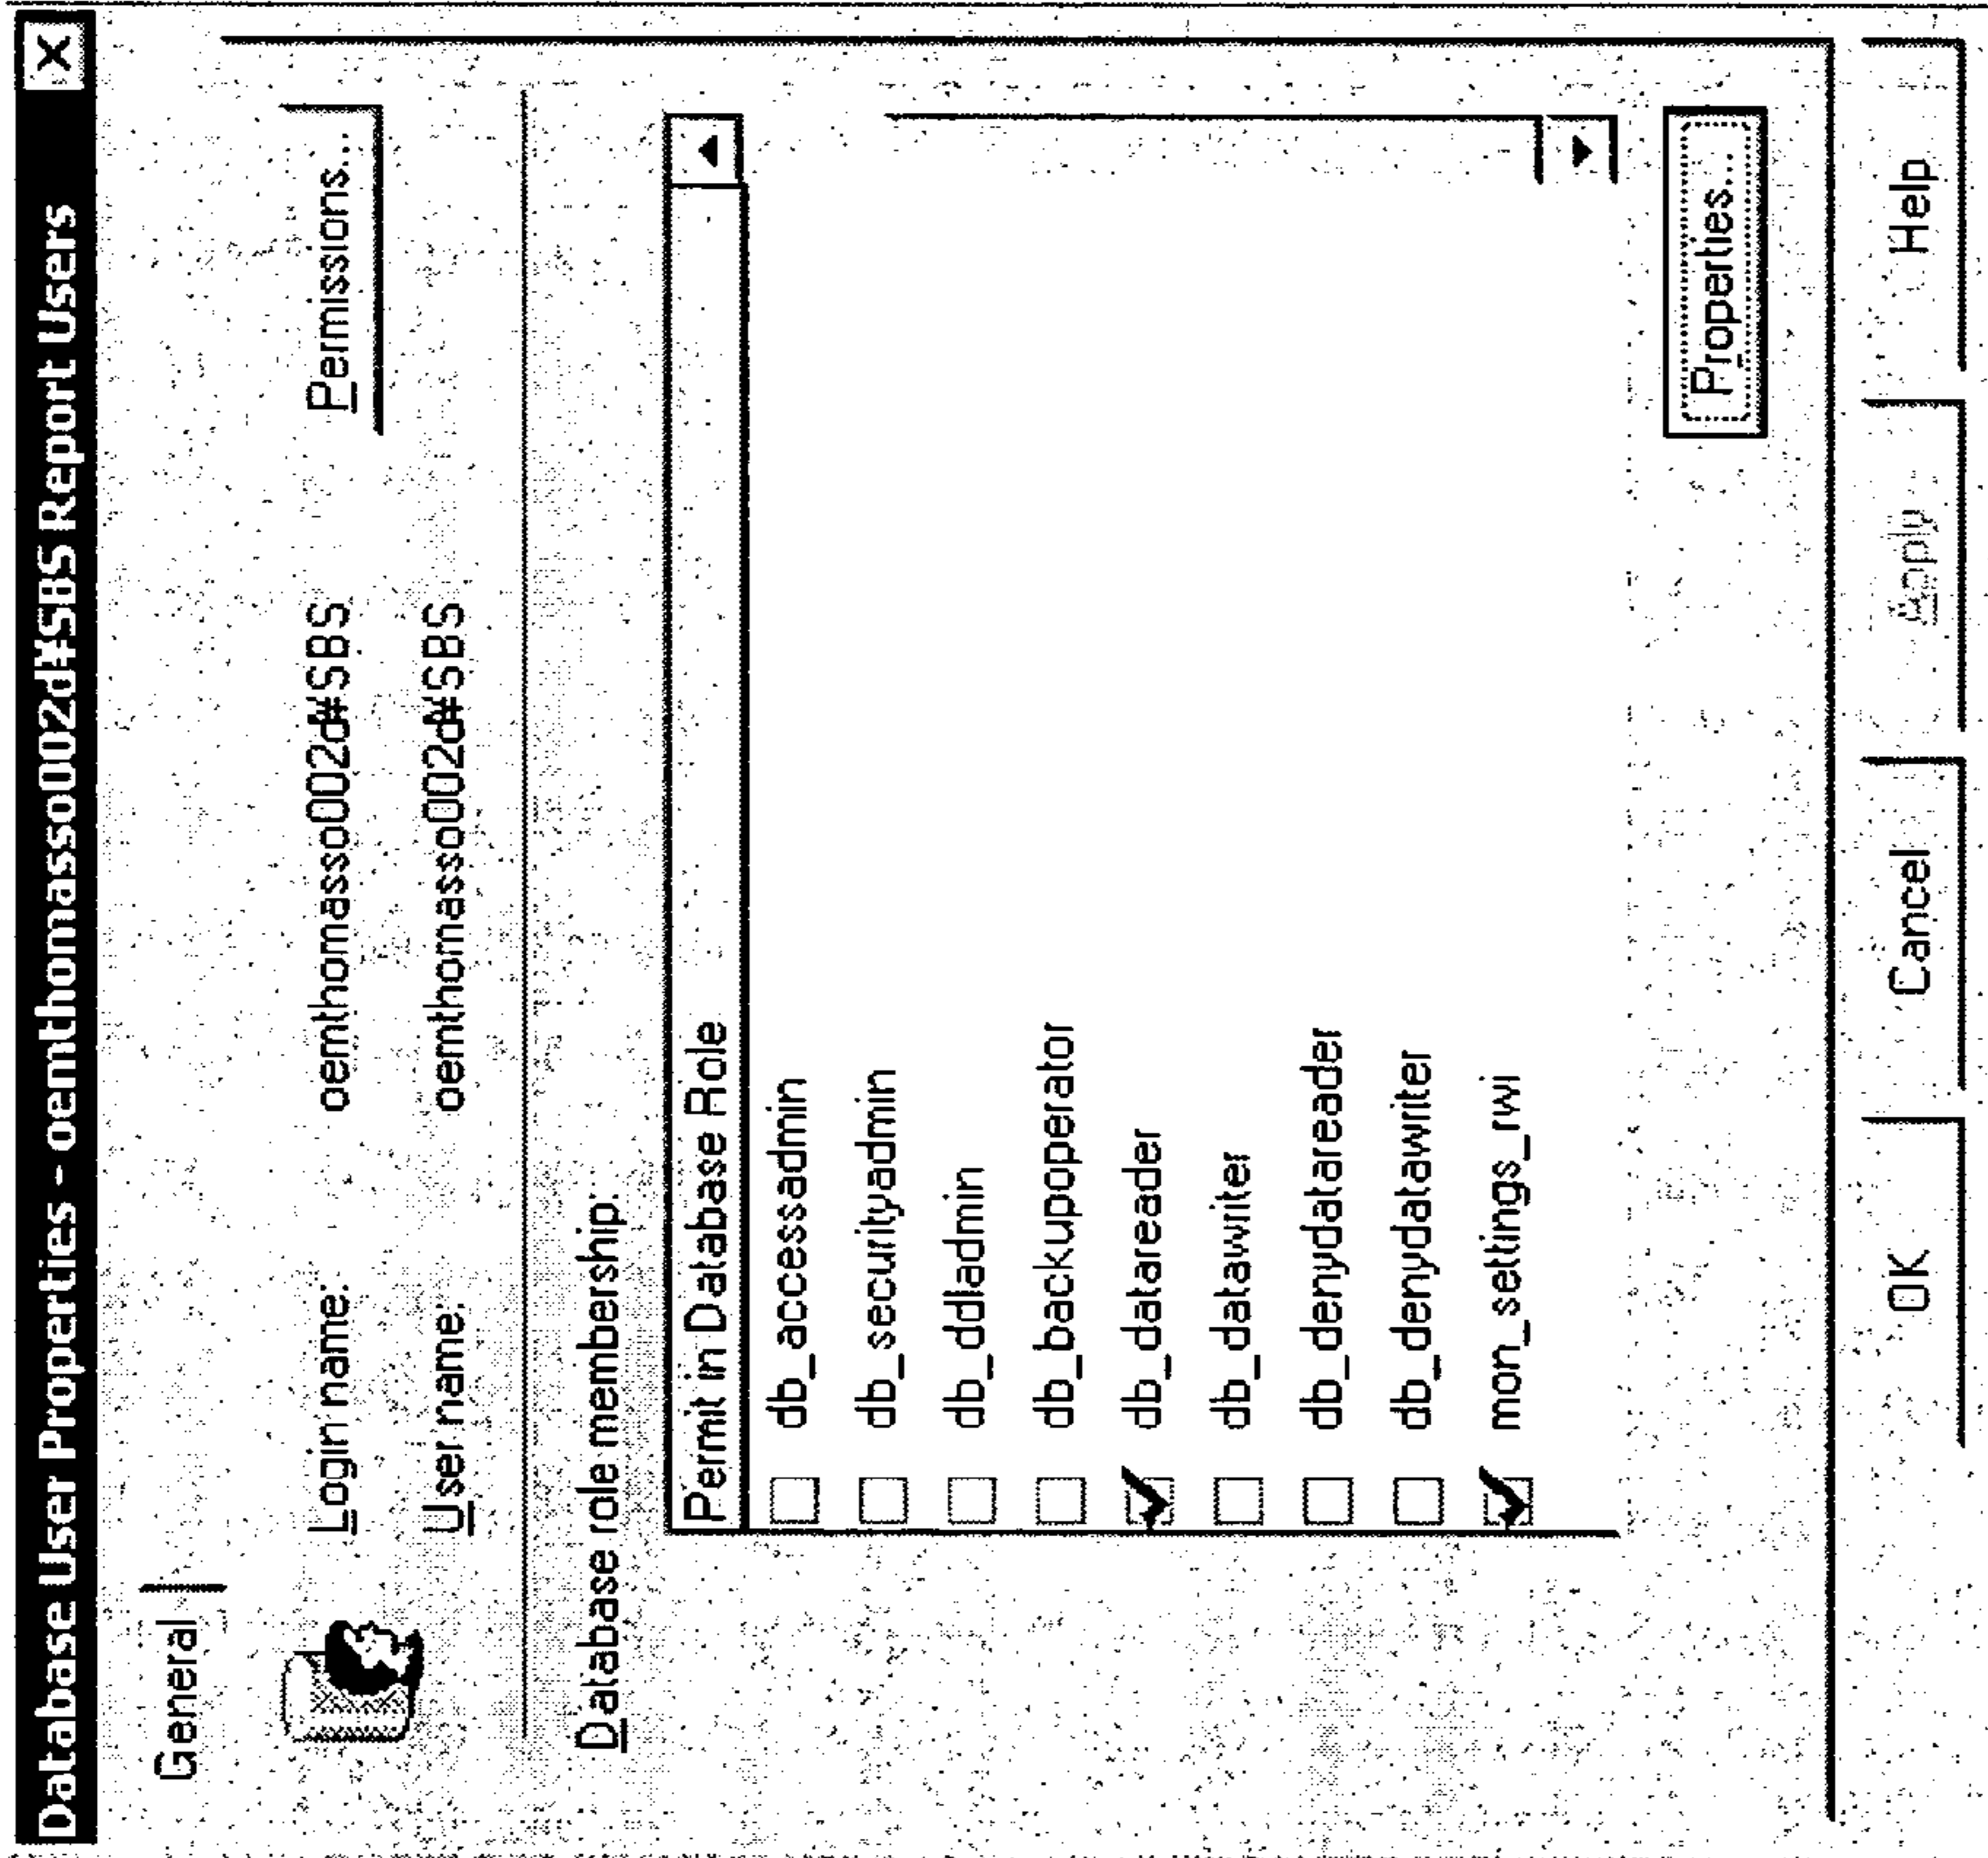 Database User Properties - oemthomasso002d¥SBS Report Users
General
Login name: oemthomasso002d¥SBS Permissions...
User name: oemthomasso002d¥SBS
Database role membership:
Permit in Database Role
db_accessadmin
db_securityadmin
db_ddladmin
db_backupoperator
db_datareader
db_datawriter
db_denydatareader
db_denydatawriter
mon_settings_rwi
Properties...
OK Cancel Apply Help